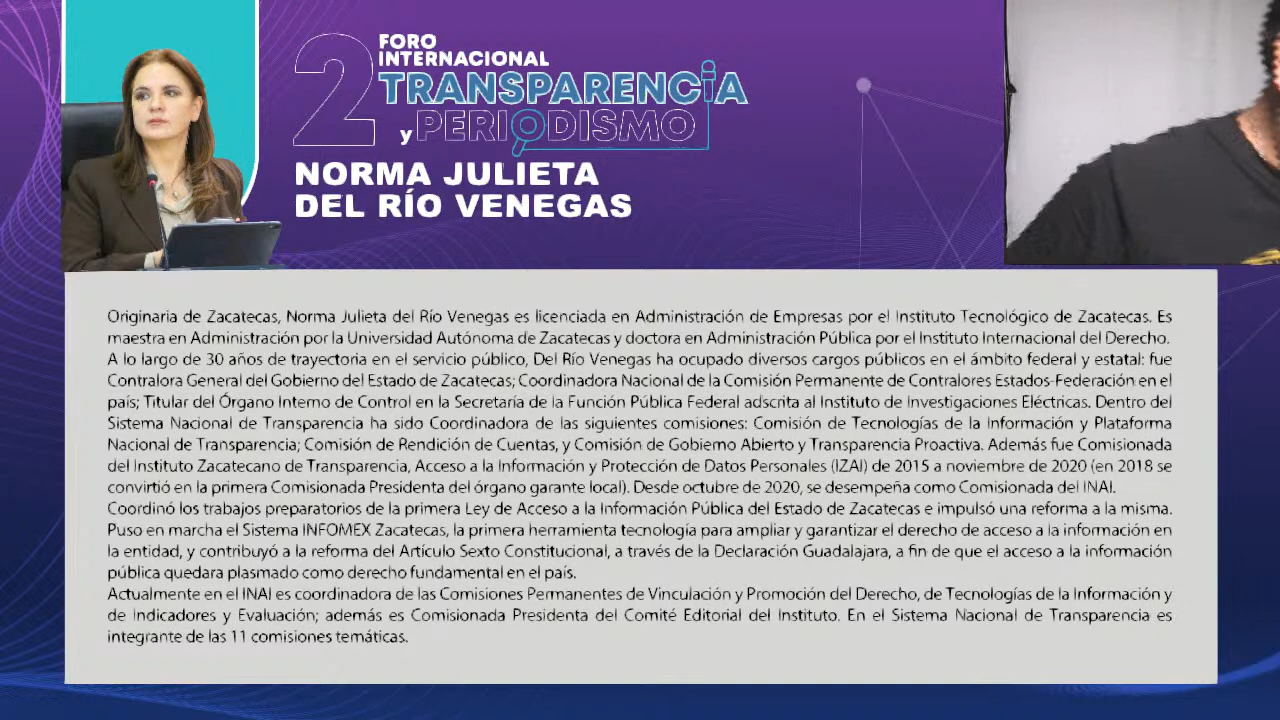 2
FORO
INTERNACIONAL
TRANSPARENCIA
y PERIODISMO
NORMA JULIETA
DEL RÍO VENEGAS
Originaria de Zacatecas, Norma Julieta del Río Venegas es licenciada en Administración de Empresas por el Instituto Tecnológico de Zacatecas. Es
maestra en Administración por la Universidad Autónoma de Zacatecas y doctora en Administración Pública por el Instituto Internacional del Derecho.
A lo largo de 30 años de trayectoria en el servicio público, Del Río Venegas ha ocupado diversos cargos públicos en el ámbito federal y estatal: fue
Contralora General del Gobierno del Estado de Zacatecas; Coordinadora Nacional de la Comisión Permanente de Contralores Estados-Federación en el
país; Titular del Órgano Interno de Control en la Secretaría de la Función Pública Federal adscrita al Instituto de Investigaciones Eléctricas. Dentro del
Sistema Nacional de Transparencia ha sido Coordinadora de las siguientes comisiones: Comisión de Tecnologías de la Información y Plataforma
Nacional de Transparencia; Comisión de Rendición de Cuentas, y Comisión de Gobierno Abierto y Transparencia Proactiva. Además fue Comisionada
del Instituto Zacatecano de Transparencia, Acceso a la Información y Protección de Datos Personales (IZAI) de 2015 a noviembre de 2020 (en 2018 se
convirtió en la primera Comisionada Presidenta del órgano garante local). Desde octubre de 2020, se desempeña como Comisionada del INAI.
Coordinó los trabajos preparatorios de la primera Ley de Acceso a la Información Pública del Estado de Zacatecas e impulsó una reforma a la misma.
Puso en marcha el Sistema INFOMEX Zacatecas, la primera herramienta tecnología para ampliar y garantizar el derecho de acceso a la información en
la entidad, y contribuyó a la reforma del Artículo Sexto Constitucional, a través de la Declaración Guadalajara, a fin de que el acceso a la información
pública quedara plasmado como derecho fundamental en el país.
Actualmente en el INAI es coordinadora de las Comisiones Permanentes de Vinculación y Promoción del Derecho, de Tecnologías de la Información y
de Indicadores y Evaluación; además es Comisionada Presidenta del Comité Editorial del Instituto. En el Sistema Nacional de Transparencia es
integrante de las 11 comisiones temáticas.